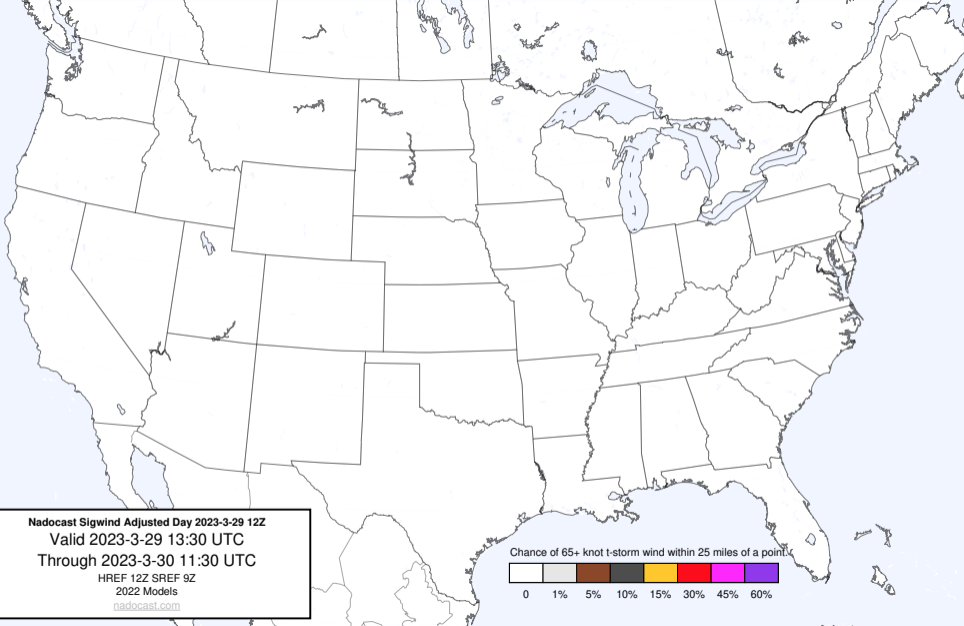 Nadocast Sigwind Adjusted Day 2023-3-29 12Z
Valid 2023-3-29 13:30 UTC
Through 2023-3-30 11:30 UTC
HREF 12Z SREF 9Z
2022 Models
nadocast.com
Chance of 65+ knot t-storm wind within 25 miles of a point.
0 1% 5% 10% 15% 30% 45% 60%